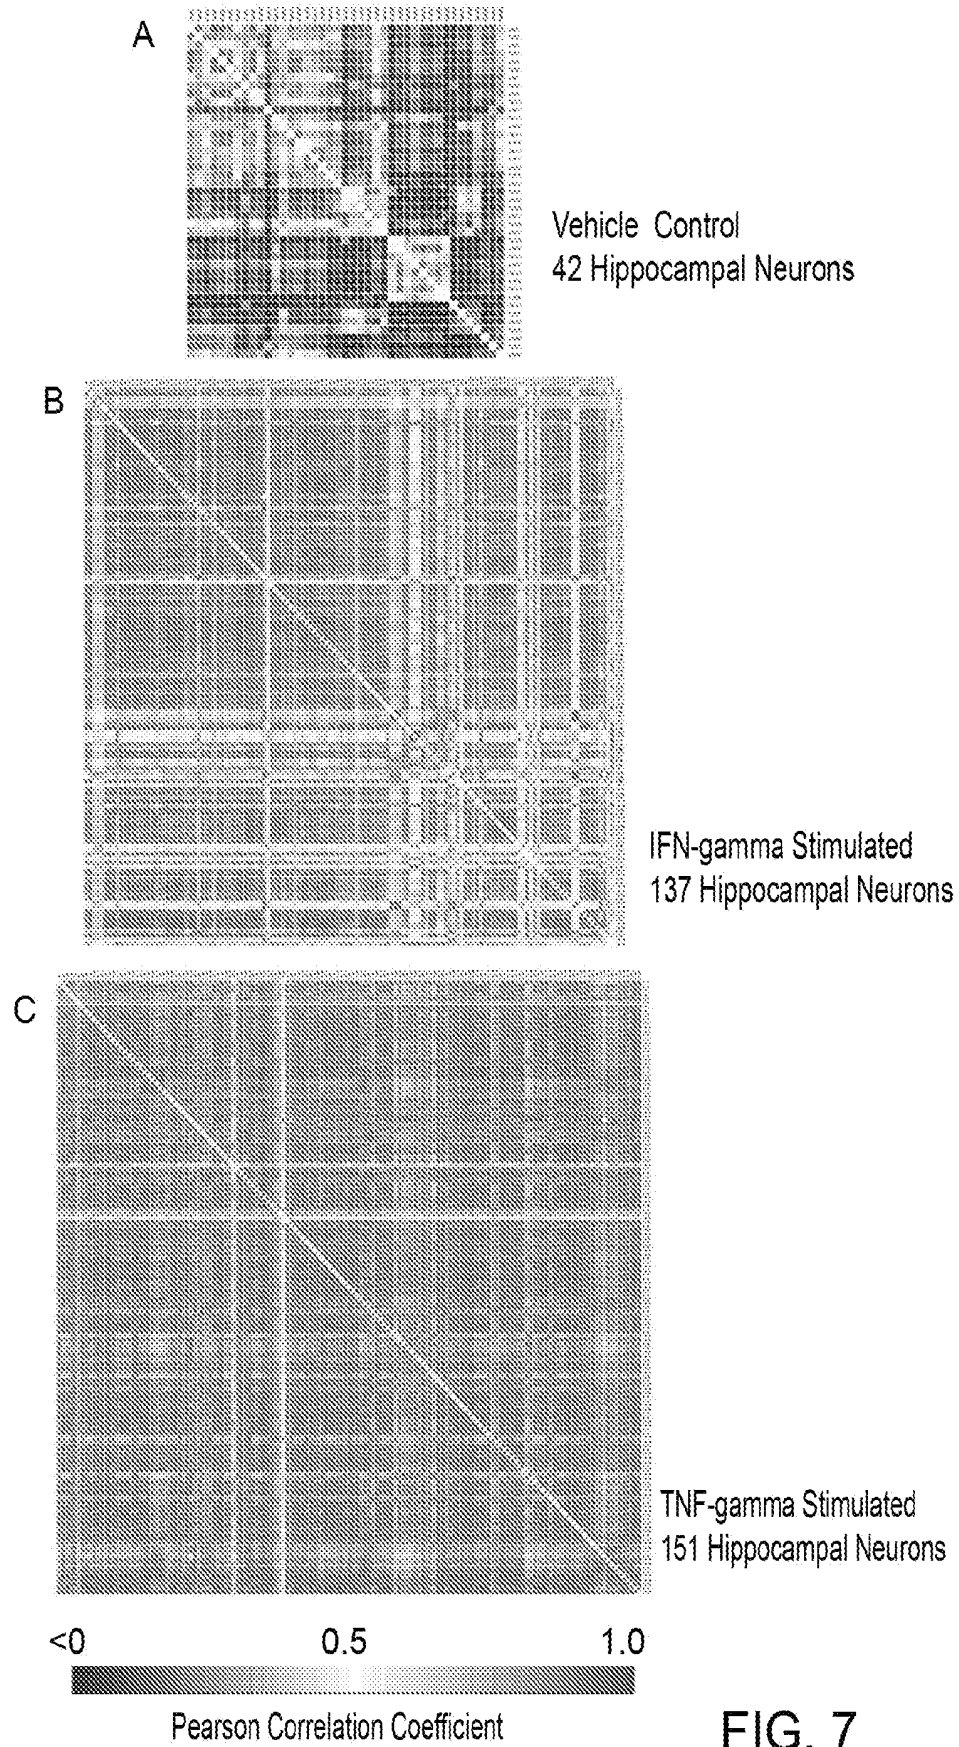 A
Vehicle Control
42 Hippocampal Neurons
B
IFN-gamma Stimulated
137 Hippocampal Neurons
C
TNF-gamma Stimulated
151 Hippocampal Neurons
<0 0.5 1.0
Pearson Correlation Coefficient
FIG. 7